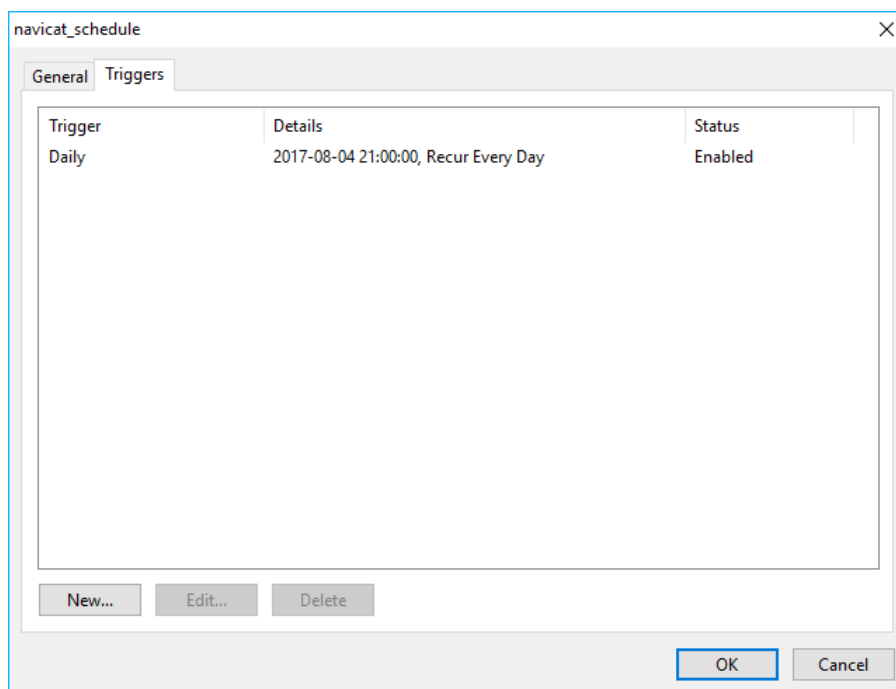 navicat_schedule
General Triggers
Trigger Details Status
Daily 2017-08-04 21:00:00, Recur Every Day Enabled
New... Edit... Delete
OK Cancel